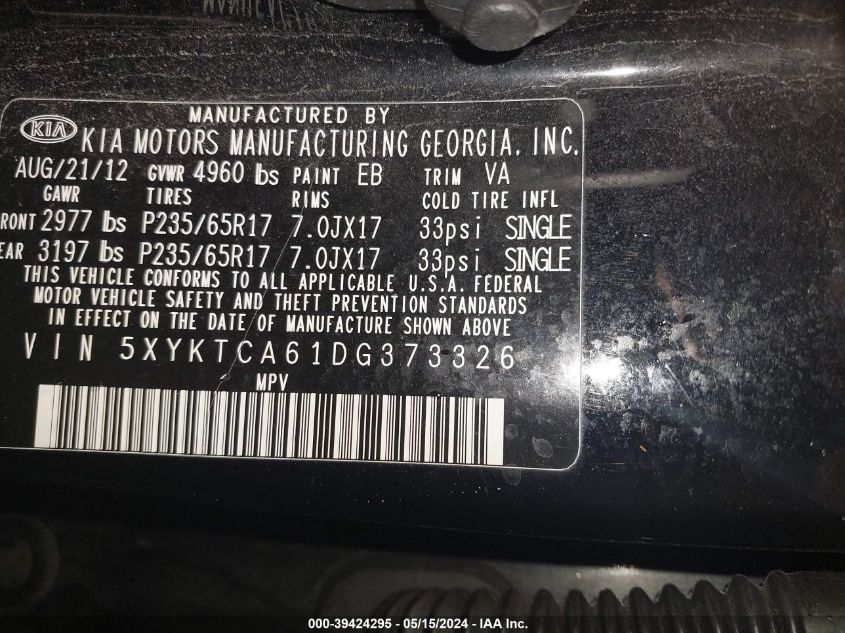 MANUFACTURED BY
KIA KIA MOTORS MANUFACTURING GEORGIA, INC.
AUG/21/12 GVWR 4960 lbs PAINT EB TRIM VA
GAWR TIRES RIMS COLD TIRE INFL
RONT 2977 lbs P235/65R17 7.0JX17 33psi SINGLE
EAR 3197 lbs P235/65R17 7.0JX17 33psi SINGLE
THIS VEHICLE CONFORMS TO ALL APPLICABLE U.S.A. FEDERAL
MOTOR VEHICLE SAFETY AND THEFT PREVENTION STANDARDS
IN EFFECT ON THE DATE OF MANUFACTURE SHOWN ABOVE
VIN 5XYKTCA61DG373326
MPV
000-39424295 - 05/15/2024 - IAA Inc.